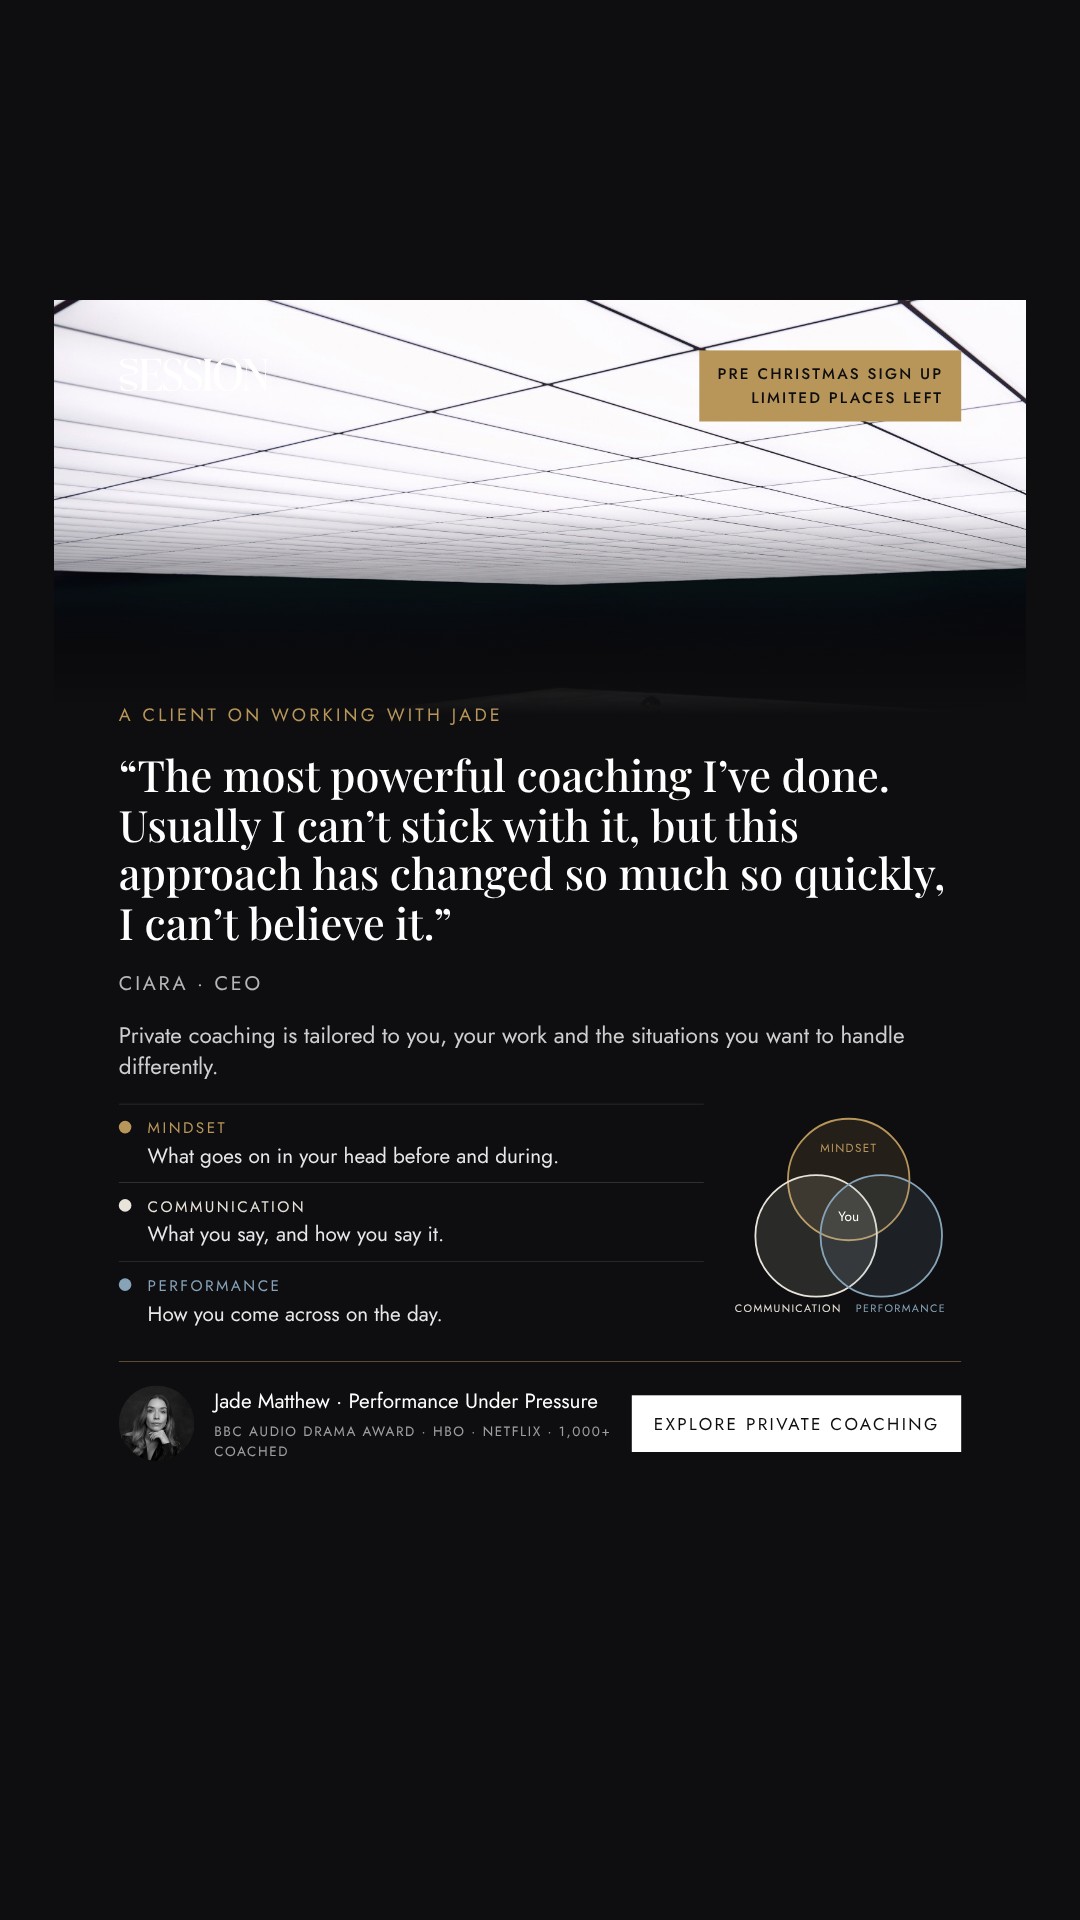 SESSION
PRE CHRISTMAS SIGN UP
LIMITED PLACES LEFT
A CLIENT ON WORKING WITH JADE
“The most powerful coaching I’ve done.
Usually I can’t stick with it, but this
approach has changed so much so quickly,
I can’t believe it.”
CIARA · CEO
Private coaching is tailored to you, your work and the situations you want to handle
differently.
MINDSET
What goes on in your head before and during.
COMMUNICATION
What you say, and how you say it.
PERFORMANCE
How you come across on the day.
MINDSET
You
COMMUNICATION PERFORMANCE
Jade Matthew · Performance Under Pressure
BBC AUDIO DRAMA AWARD · HBO · NETFLIX · 1,000+
COACHED
EXPLORE PRIVATE COACHING